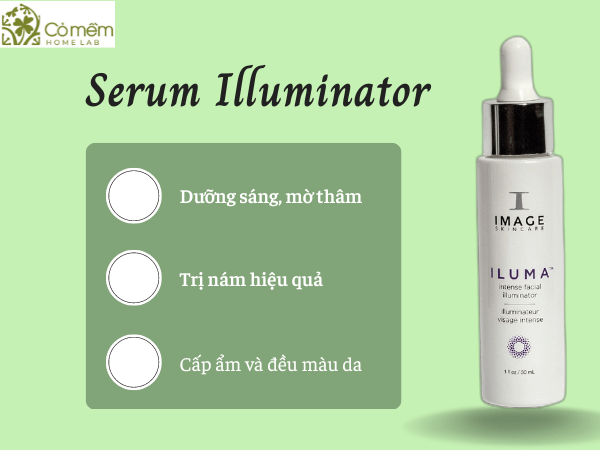 Cỏ mềm
HOME LAB
Serum Illuminator
Dưỡng sáng, mờ thâm
Trị nám hiệu quả
Cấp ẩm và đều màu da
I
IMAGE
SKINCARE
ILUMA™
intense facial
illuminator
illuminateur
visage intense
1 fl oz / 30 mL